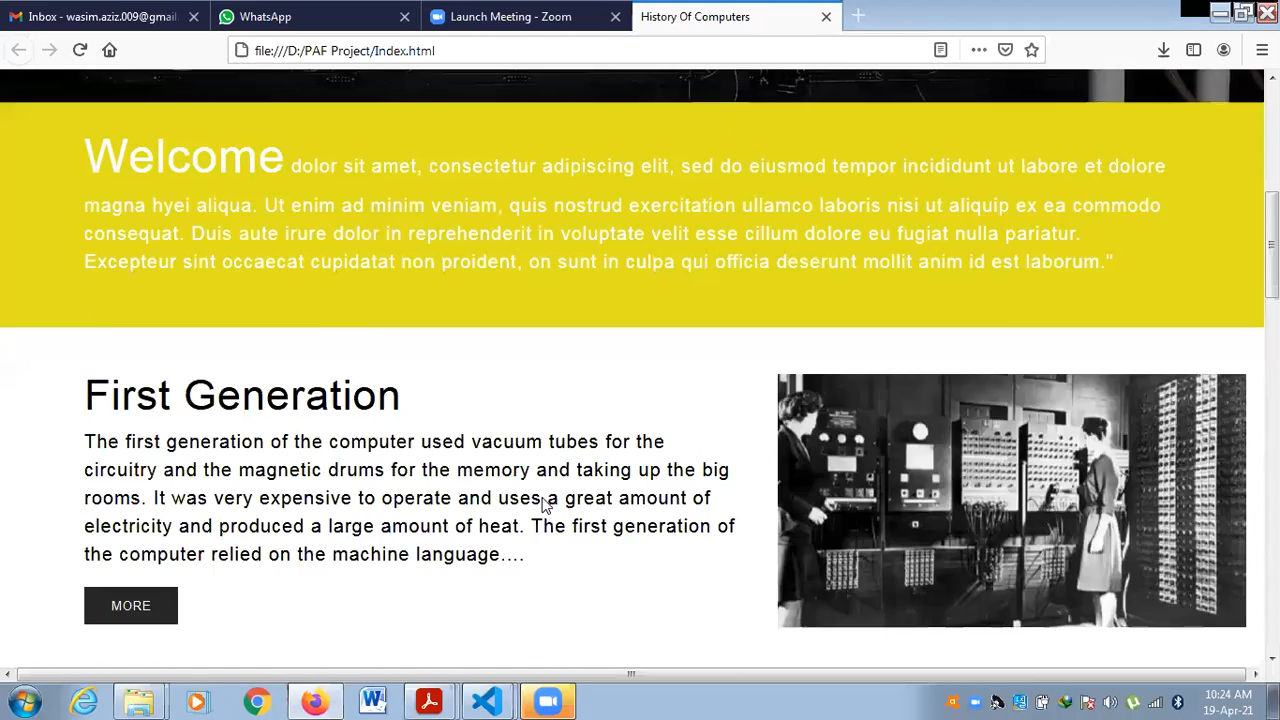 Inbox - wasim.aziz.009@gmail.
WhatsApp
Launch Meeting - Zoom
History Of Computers
file:///D:/PAF Project/Index.html
Welcome dolor sit amet, consectetur adipiscing elit, sed do eiusmod tempor incididunt ut labore et dolore
magna hyei aliqua. Ut enim ad minim veniam, quis nostrud exercitation ullamco laboris nisi ut aliquip ex ea commodo
consequat. Duis aute irure dolor in reprehenderit in voluptate velit esse cillum dolore eu fugiat nulla pariatur.
Excepteur sint occaecat cupidatat non proident, on sunt in culpa qui officia deserunt mollit anim id est laborum."
First Generation
The first generation of the computer used vacuum tubes for the
circuitry and the magnetic drums for the memory and taking up the big
rooms. It was very expensive to operate and uses a great amount of
electricity and produced a large amount of heat. The first generation of
the computer relied on the machine language....
MORE
10:24 AM
19-Apr-21